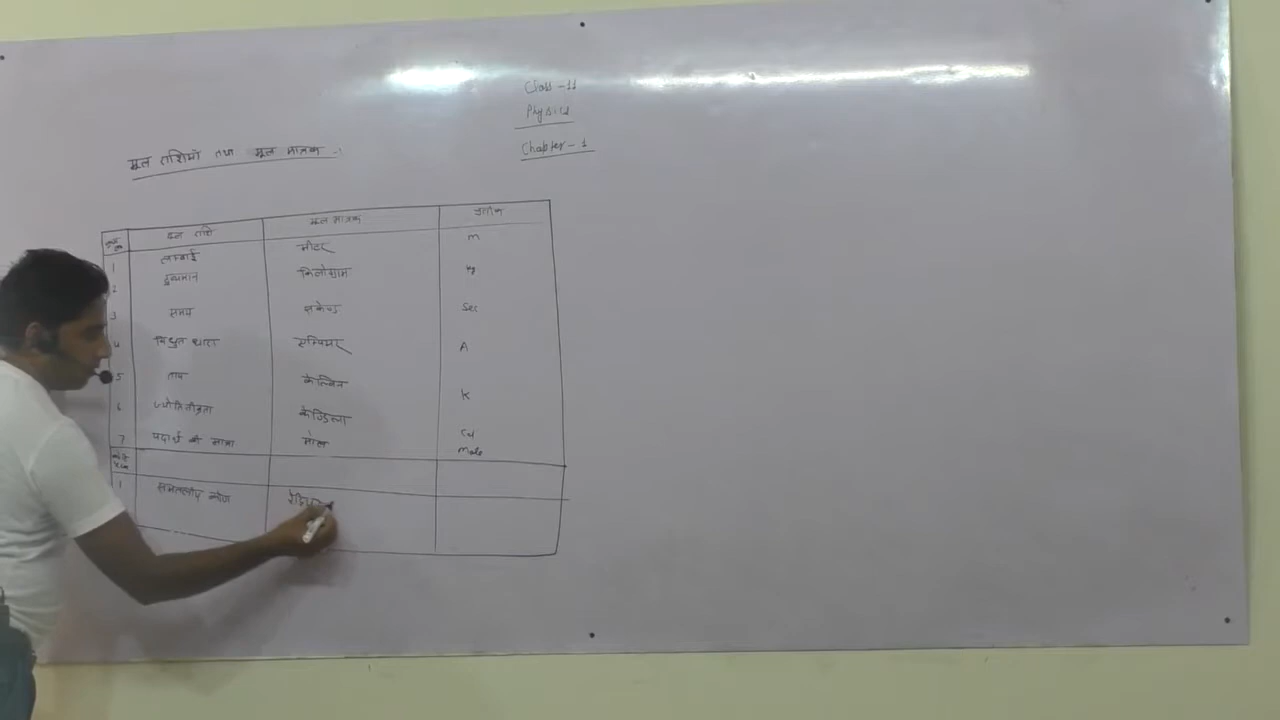 Class - 11
Physics
Chapter - 1
मूल राशियाँ तथा मूल मात्रक -:
मूल राशि मूल मात्रक प्रतीक
1 लम्बाई मीटर m
2 द्रव्यमान किलोग्राम kg
3 समय सेकेण्ड Sec
4 विधुत धारा एम्पियर A
5 ताप केल्विन K
6 ज्योति तीव्रता केण्डिला Cd
7 पदार्थ की मात्रा मोल mole
1 समतलीय कोण